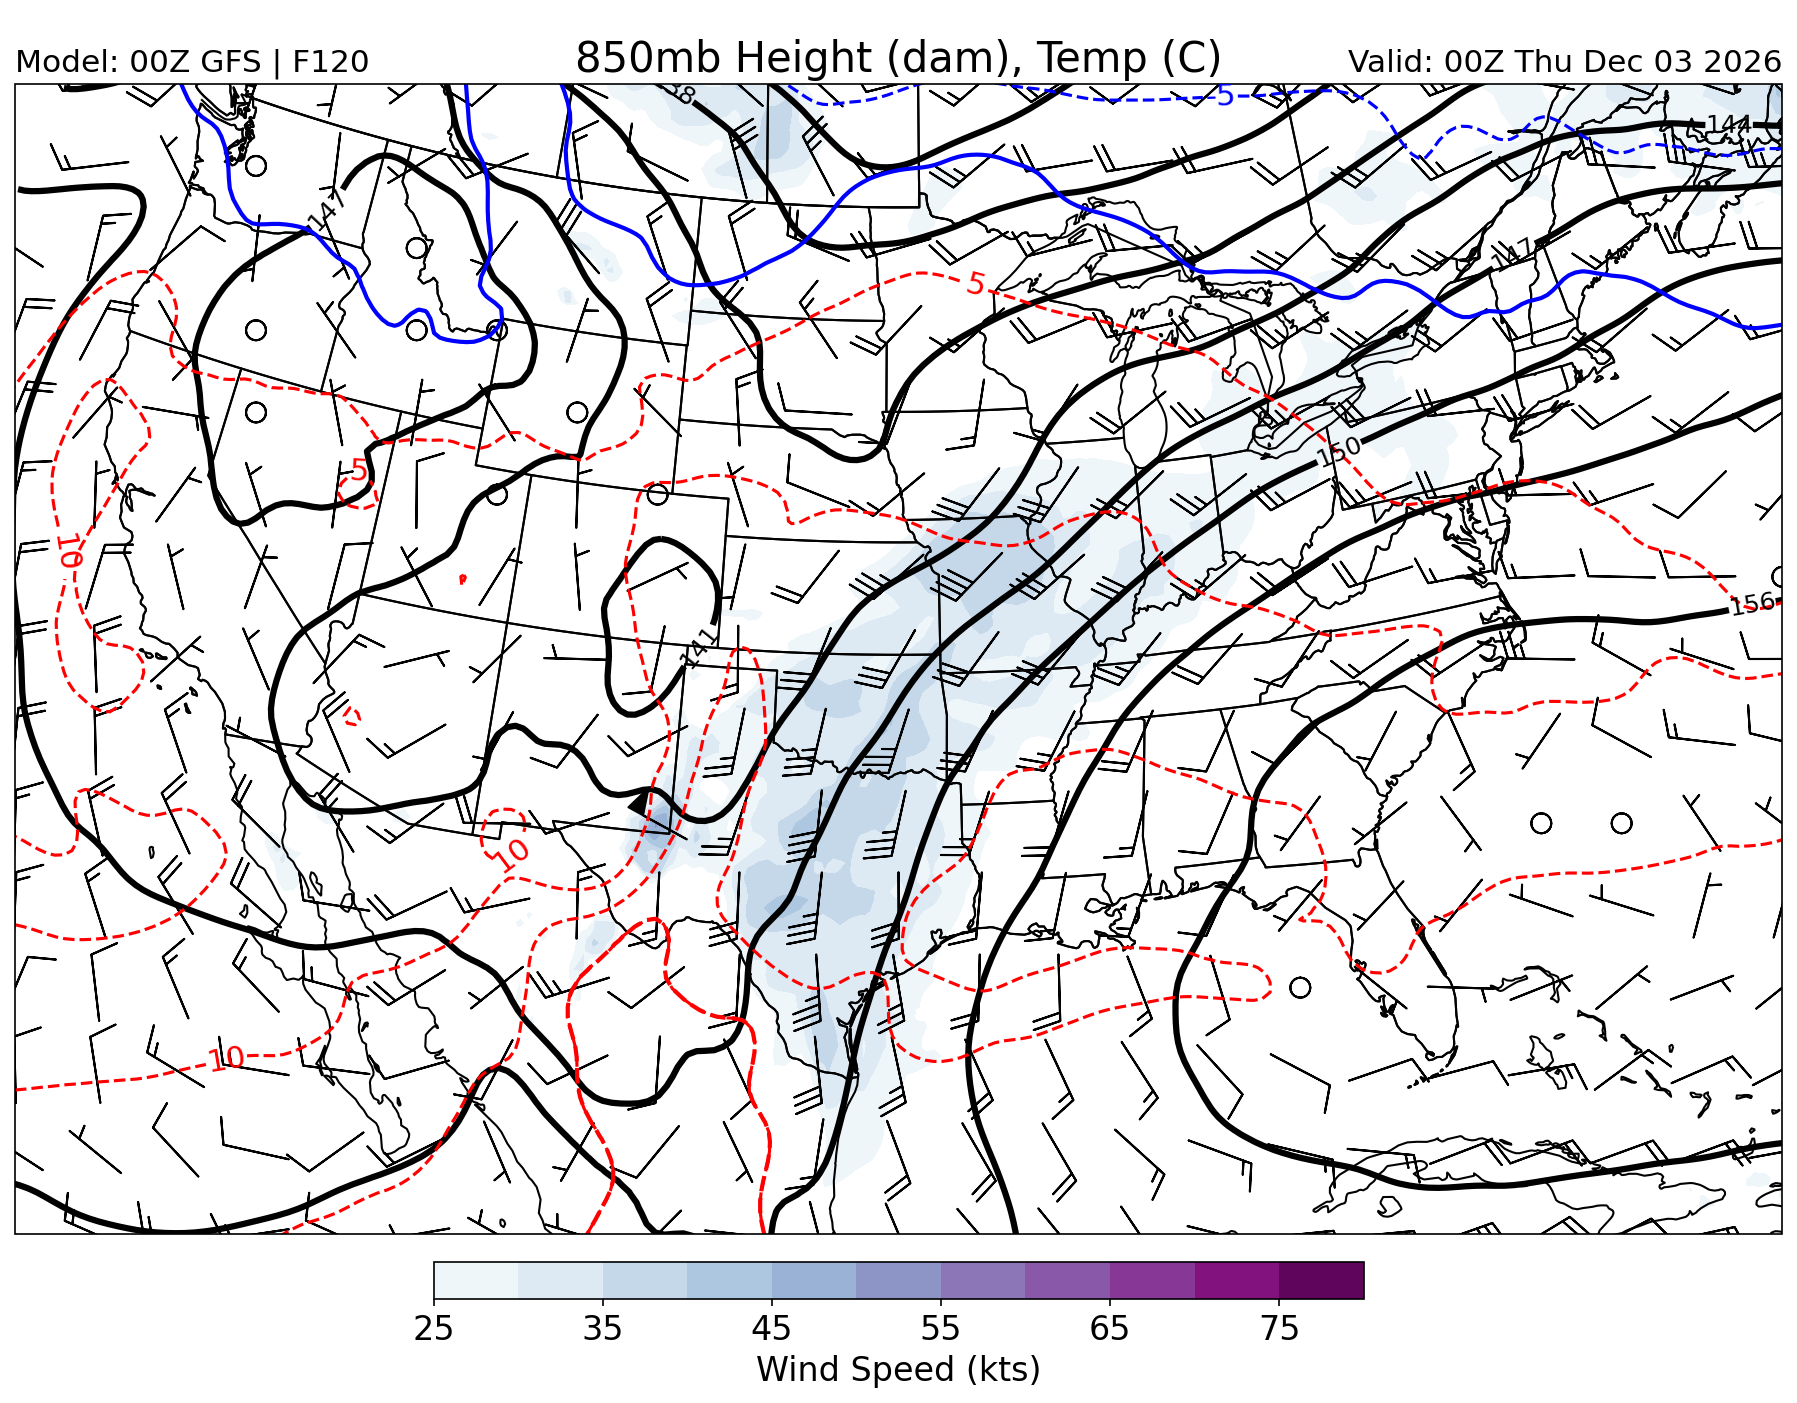 Model: 00Z GFS | F120
850mb Height (dam), Temp (C)
Valid: 00Z Thu Dec 03 2026
-5
144
147
147
5
150
5
10
156
141
10
10
25 35 45 55 65 75
Wind Speed (kts)